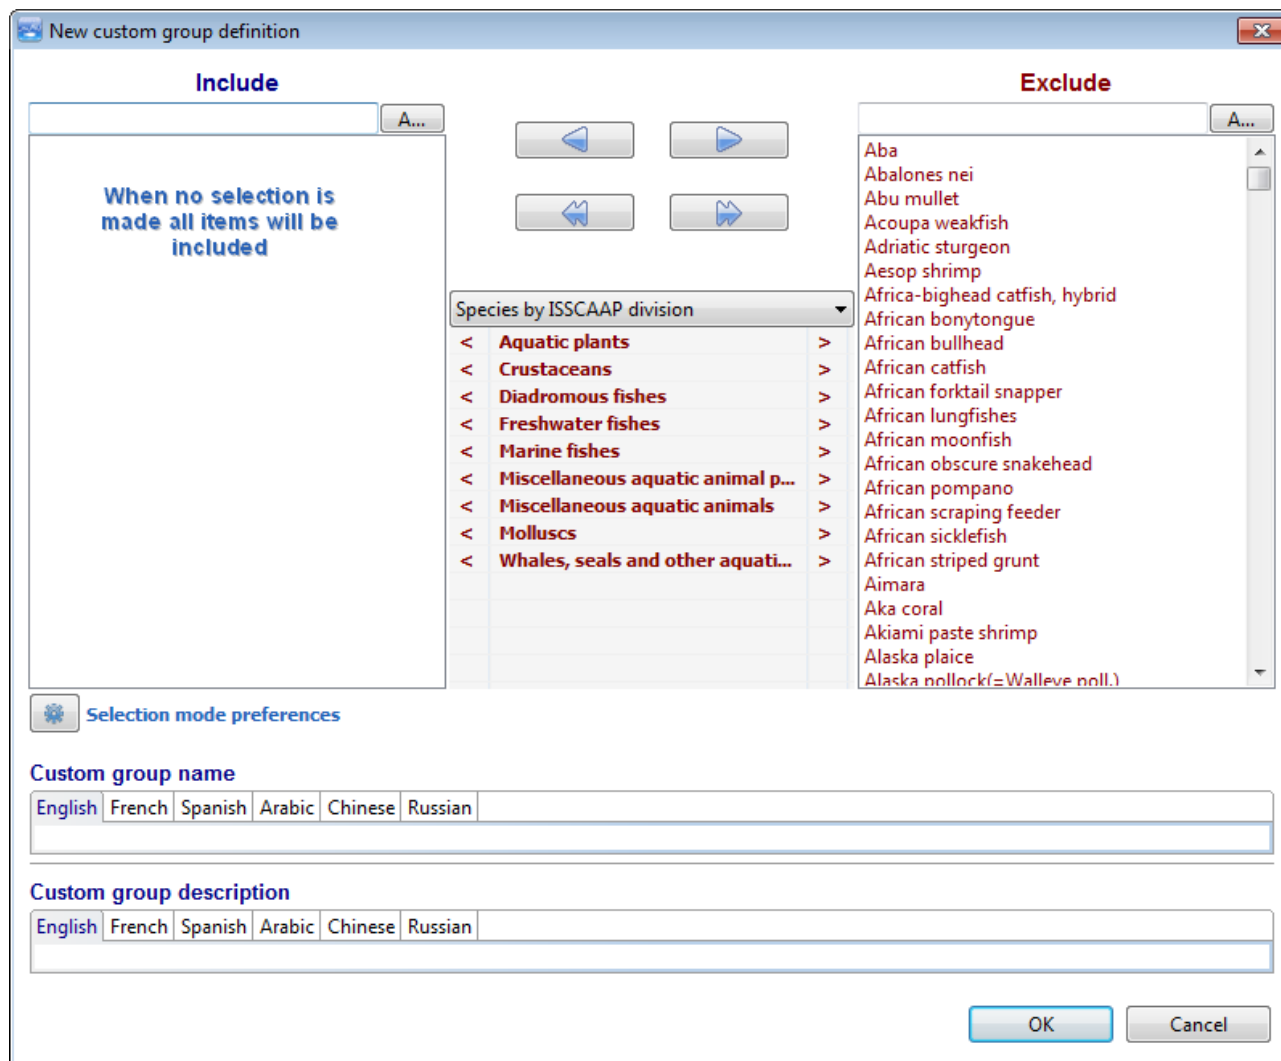 New custom group definition
Include
Exclude
A...
A...
When no selection is
made all items will be
included
Species by ISSCAAP division
< Aquatic plants >
< Crustaceans >
< Diadromous fishes >
< Freshwater fishes >
< Marine fishes >
< Miscellaneous aquatic animal p... >
< Miscellaneous aquatic animals >
< Molluscs >
< Whales, seals and other aquati... >
Aba
Abalones nei
Abu mullet
Acoupa weakfish
Adriatic sturgeon
Aesop shrimp
Africa-bighead catfish, hybrid
African bonytongue
African bullhead
African catfish
African forktail snapper
African lungfishes
African moonfish
African obscure snakehead
African pompano
African scraping feeder
African sicklefish
African striped grunt
Aimara
Aka coral
Akiami paste shrimp
Alaska plaice
Alaska pollock(=Walleye poll.)
Selection mode preferences
Custom group name
English French Spanish Arabic Chinese Russian
Custom group description
English French Spanish Arabic Chinese Russian
OK Cancel